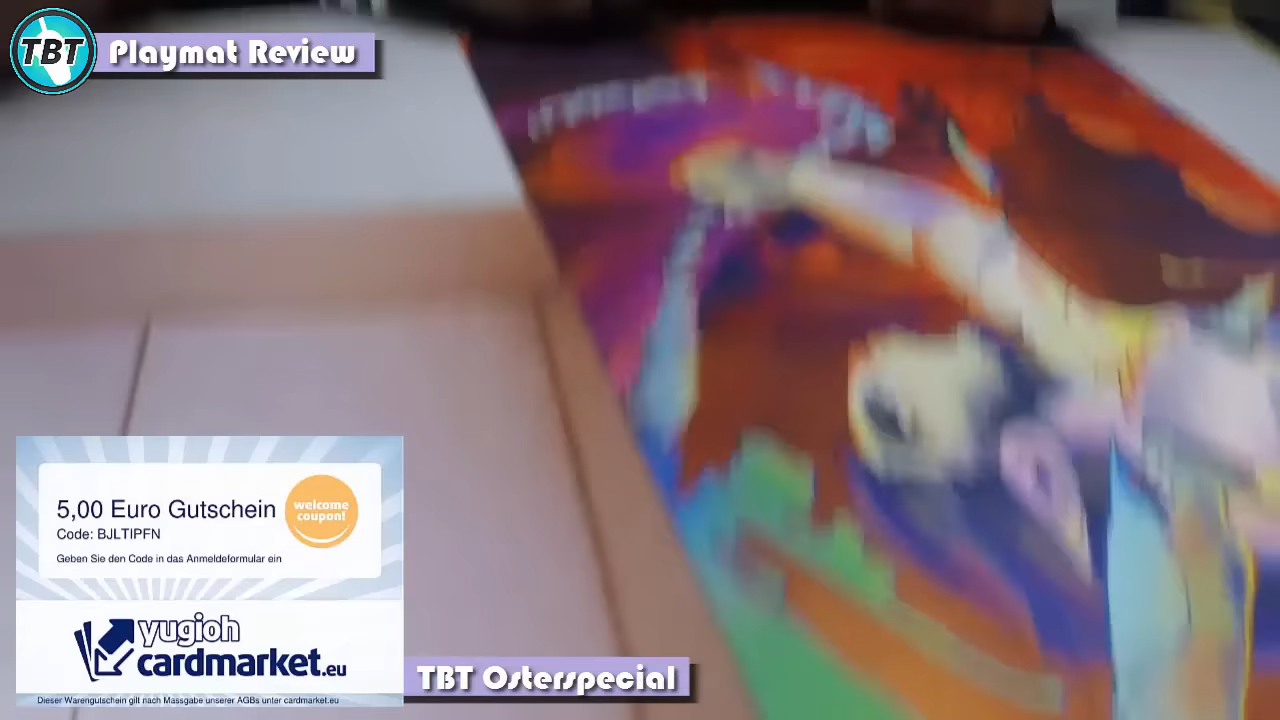 TBT
Playmat Review
5,00 Euro Gutschein
welcome
coupon!
Code: BJLTIPFN
Geben Sie den Code in das Anmeldeformular ein
yugioh
cardmarket.eu
Dieser Warengutschein gilt nach Massgabe unserer AGBs unter cardmarket.eu
TBT Osterspecial